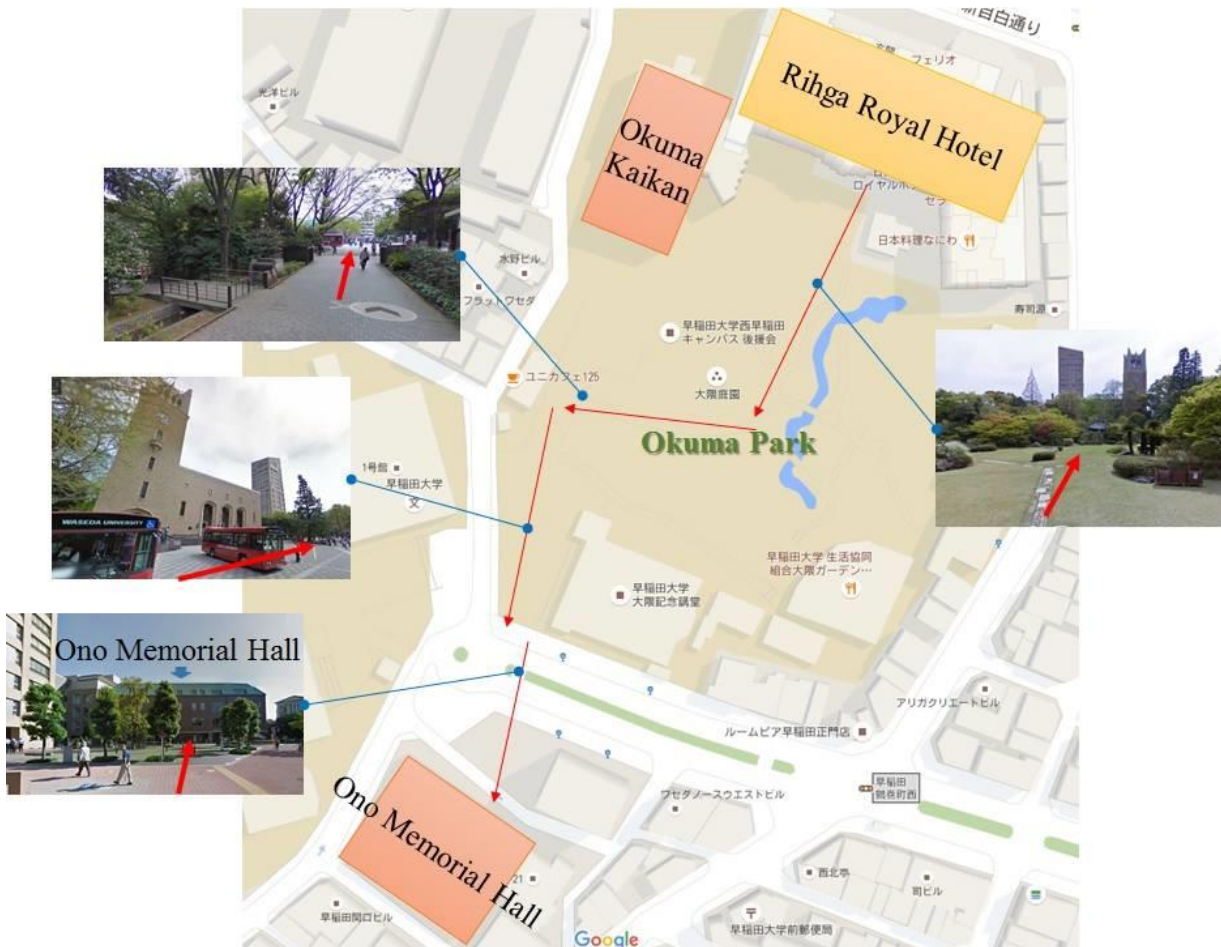 新目白通り
フェリオ
Rihga Royal Hotel
光洋ビル
Okuma
Kaikan
ロイヤルホ
セラ
日本料理なにわ
水野ビル
フラットワセダ
寿司源
早稲田大学西早稲田
キャンパス 後援会
ユニカフェ125
大隈庭園
Okuma Park
1号館
早稲田大学
文
WASEDA UNIVERSITY
早稲田大学 生活協同
組合大隈ガーデン…
早稲田大学
大隈記念講堂
Ono Memorial Hall
アリガクリエートビル
ルームピア早稲田正門店
早稲田
鶴巻町西
ワセダノースウエストビル
Ono Memorial Hall
21
西北亭
司ビル
早稲田関口ビル
早稲田大学前郵便局
Google